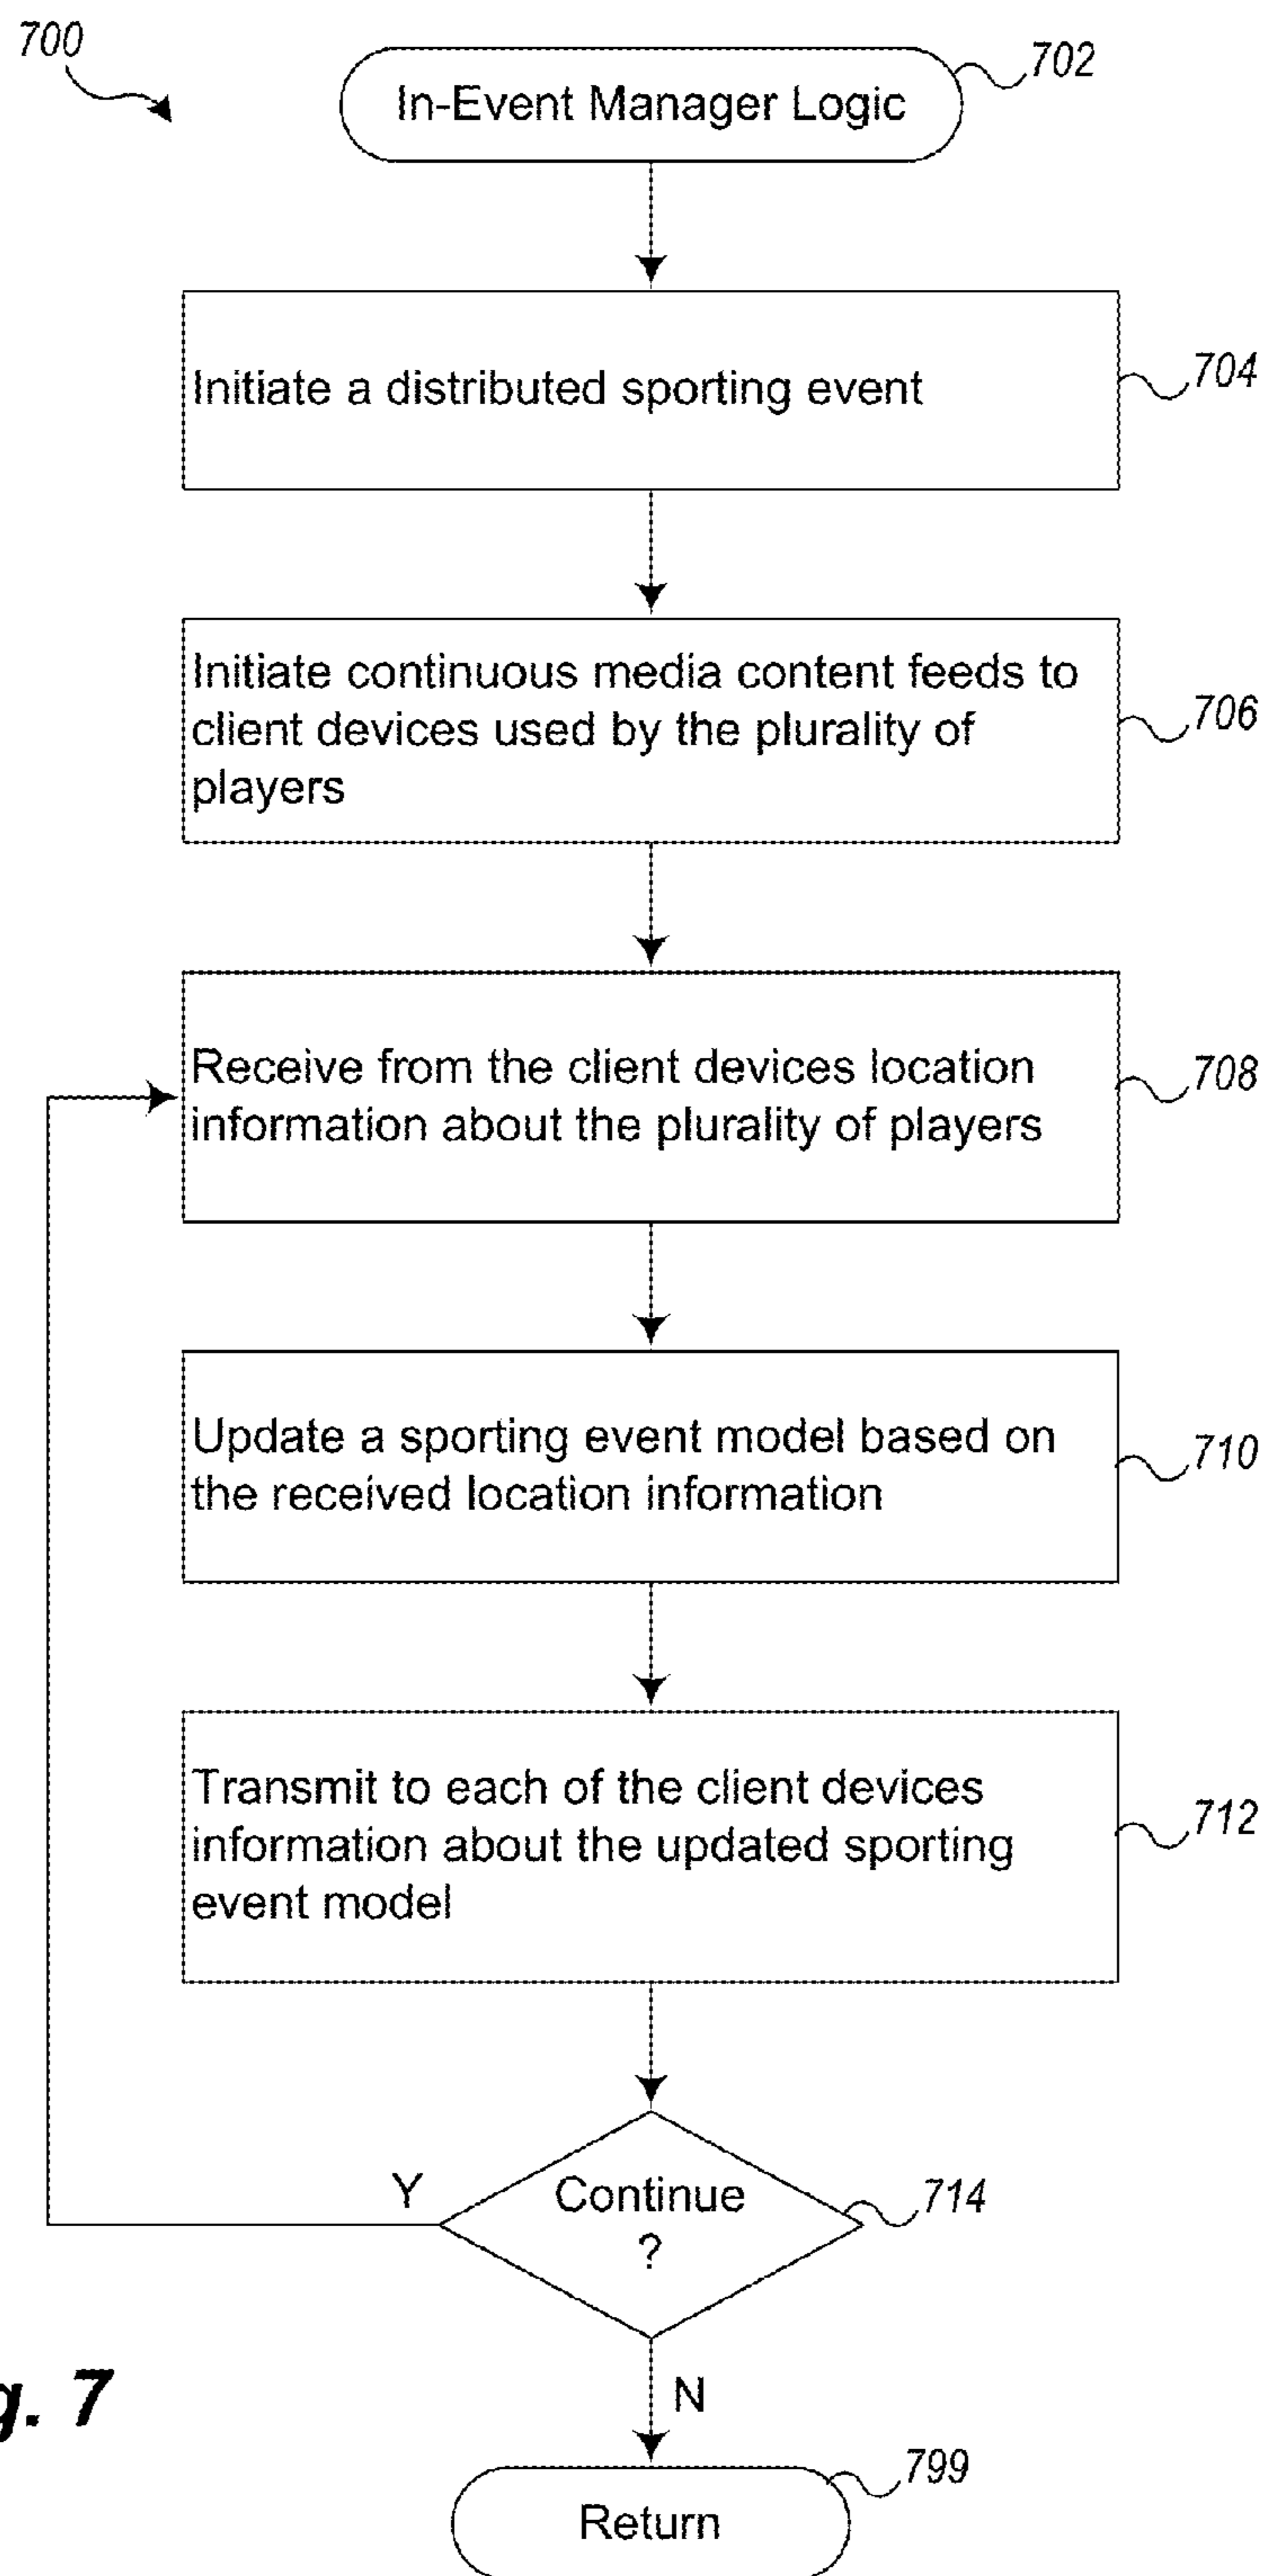 700
In-Event Manager Logic
702
Initiate a distributed sporting event
704
Initiate continuous media content feeds to
client devices used by the plurality of
players
706
Receive from the client devices location
information about the plurality of players
708
Update a sporting event model based on
the received location information
710
Transmit to each of the client devices
information about the updated sporting
event model
712
Y
Continue
?
714
N
g. 7
Return
799